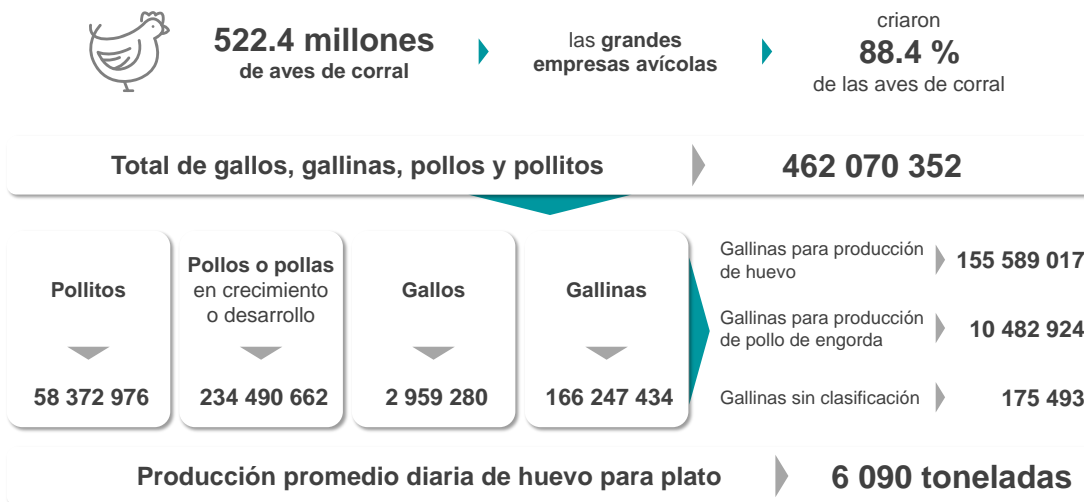 522.4 millones
de aves de corral
las grandes
empresas avícolas
criaron
88.4 %
de las aves de corral
Total de gallos, gallinas, pollos y pollitos
462 070 352
Pollitos
58 372 976
Pollos o pollas
en crecimiento
o desarrollo
234 490 662
Gallos
2 959 280
Gallinas
166 247 434
Gallinas para producción
de huevo
155 589 017
Gallinas para producción
de pollo de engorda
10 482 924
Gallinas sin clasificación
175 493
Producción promedio diaria de huevo para plato
6 090 toneladas